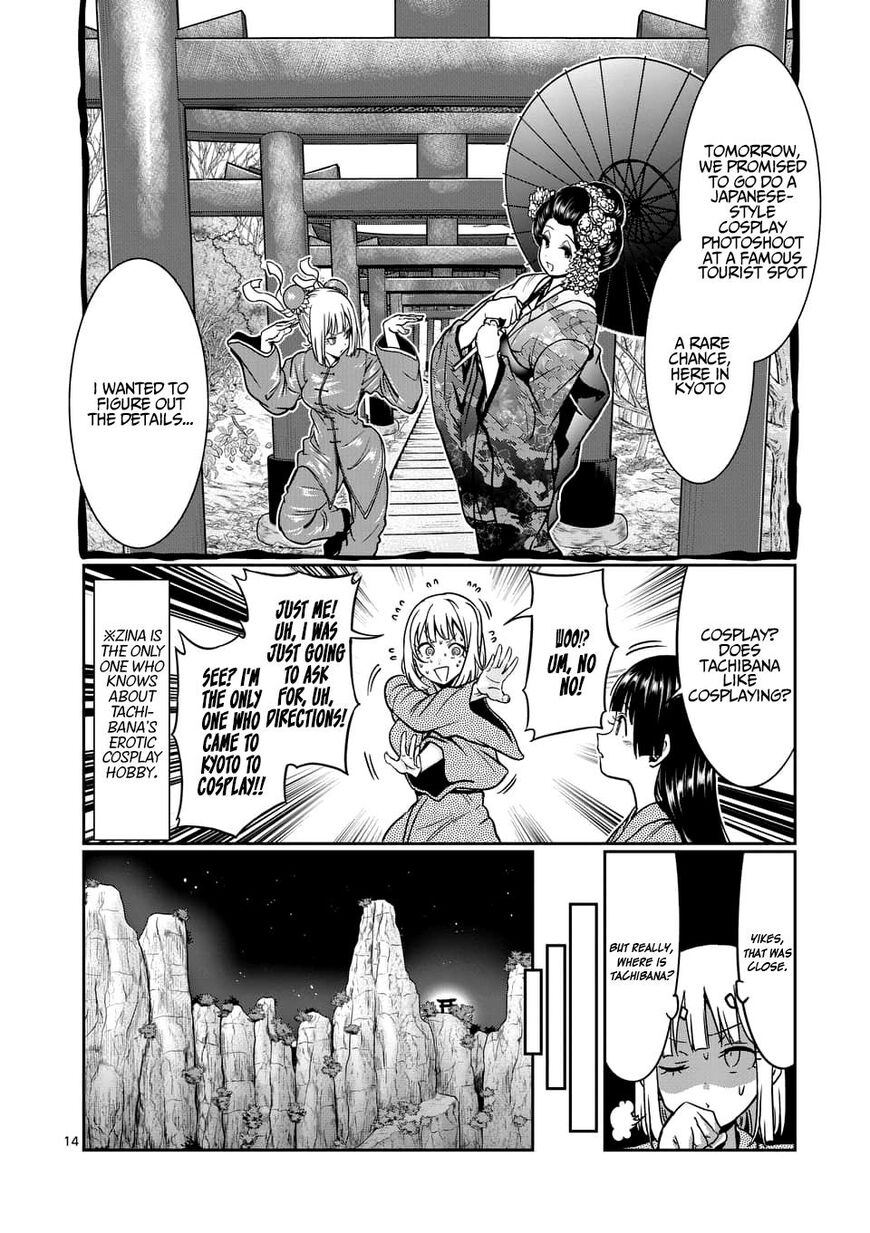 TOMORROW,
WE PROMISED
TO GO DO A
JAPANESE-
STYLE
COSPLAY
PHOTOSHOOT
AT A FAMOUS
TOURIST SPOT
A RARE
CHANCE,
HERE IN
KYOTO
I WANTED TO
FIGURE OUT
THE DETAILS...
COSPLAY?
DOES
TACHIBANA
LIKE
COSPLAYING?
WOO!?
UM, NO
NO!
JUST ME!
UH, I WAS
JUST GOING
TO ASK
FOR, UH,
DIRECTIONS!
SEE? I'M
THE ONLY
ONE WHO
CAME TO
KYOTO TO
COSPLAY!!
※ZINA IS
THE ONLY
ONE WHO
KNOWS
ABOUT
TACHI-
BANA'S
EROTIC
COSPLAY
HOBBY.
YIKES,
THAT WAS
CLOSE.
BUT REALLY,
WHERE IS
TACHIBANA?
14